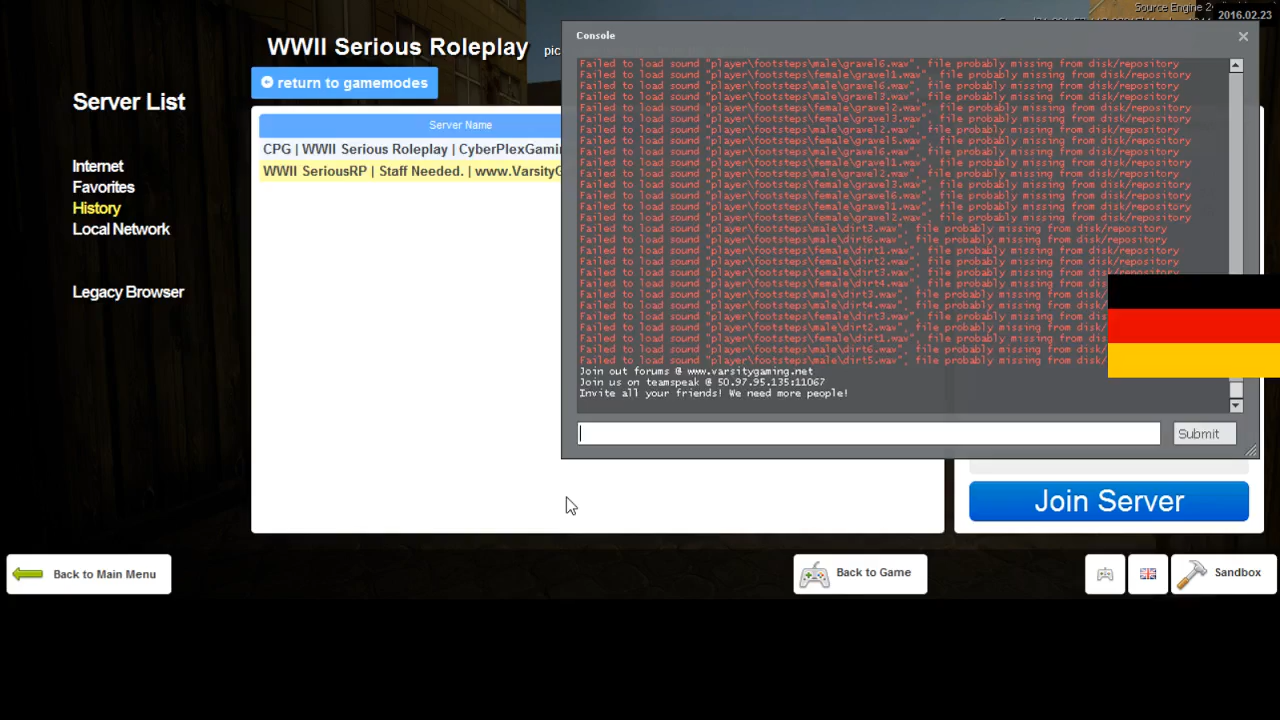 Source Engine 2
2016.02.23
WWII Serious Roleplay pic
return to gamemodes
Server List
Internet
Favorites
History
Local Network
Legacy Browser
Server Name
CPG | WWII Serious Roleplay | CyberPlexGamin
WWII SeriousRP | Staff Needed. | www.VarsityG
Console
Failed to load sound "player\footsteps\male\gravel6.wav", file probably missing from disk/repository
Failed to load sound "player\footsteps\female\gravel1.wav", file probably missing from disk/repository
Failed to load sound "player\footsteps\male\gravel6.wav", file probably missing from disk/repository
Failed to load sound "player\footsteps\male\gravel3.wav", file probably missing from disk/repository
Failed to load sound "player\footsteps\female\gravel2.wav", file probably missing from disk/repository
Failed to load sound "player\footsteps\female\gravel3.wav", file probably missing from disk/repository
Failed to load sound "player\footsteps\male\gravel2.wav", file probably missing from disk/repository
Failed to load sound "player\footsteps\female\gravel5.wav", file probably missing from disk/repository
Failed to load sound "player\footsteps\male\gravel5.wav", file probably missing from disk/repository
Failed to load sound "player\footsteps\female\gravel1.wav", file probably missing from disk/repository
Failed to load sound "player\footsteps\male\gravel2.wav", file probably missing from disk/repository
Failed to load sound "player\footsteps\female\gravel3.wav", file probably missing from disk/repository
Failed to load sound "player\footsteps\female\gravel6.wav", file probably missing from disk/repository
Failed to load sound "player\footsteps\female\gravel1.wav", file probably missing from disk/repository
Failed to load sound "player\footsteps\female\gravel2.wav", file probably missing from disk/repository
Failed to load sound "player\footsteps\male\dirt3.wav", file probably missing from disk/repository
Failed to load sound "player\footsteps\male\dirt6.wav", file probably missing from disk/repository
Failed to load sound "player\footsteps\female\dirt1.wav", file probably missing from disk/repository
Failed to load sound "player\footsteps\female\dirt2.wav", file probably missing from disk/repository
Failed to load sound "player\footsteps\female\dirt3.wav", file probably missing from disk/repository
Failed to load sound "player\footsteps\female\dirt4.wav", file probably missing from disk/
Failed to load sound "player\footsteps\male\dirt3.wav", file probably missing from disk/
Failed to load sound "player\footsteps\male\dirt4.wav", file probably missing from disk/
Failed to load sound "player\footsteps\female\dirt3.wav", file probably missing from disk/
Failed to load sound "player\footsteps\male\dirt2.wav", file probably missing from disk/
Failed to load sound "player\footsteps\female\dirt1.wav", file probably missing from disk/
Failed to load sound "player\footsteps\male\dirt6.wav", file probably missing from disk/
Failed to load sound "player\footsteps\male\dirt5.wav", file probably missing from disk/
Join out forums @ www.varsitygaming.net
Join us on teamspeak @ 50.97.95.135:11067
Invite all your friends! We need more people!
Submit
Join Server
Back to Main Menu
Back to Game
Sandbox